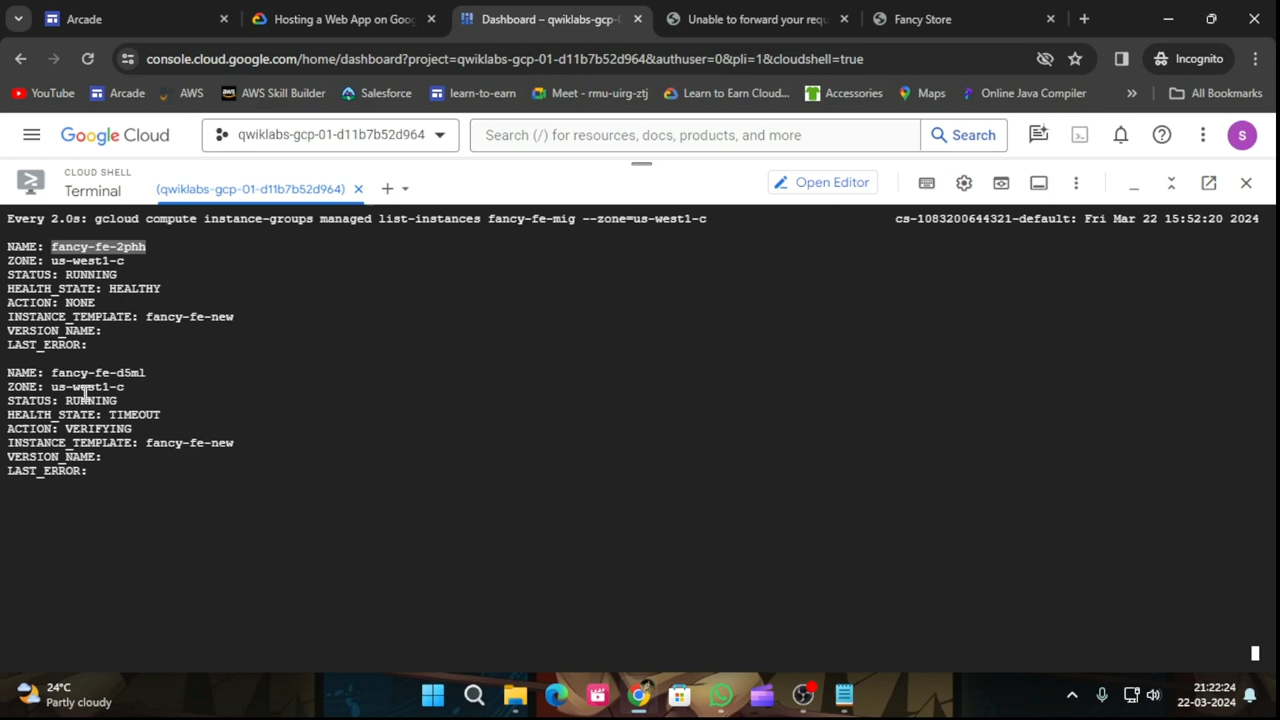 Arcade
Hosting a Web App on Goog
Dashboard – qwiklabs-gcp-0
Unable to forward your requ
Fancy Store
console.cloud.google.com/home/dashboard?project=qwiklabs-gcp-01-d11b7b52d964&authuser=0&pli=1&cloudshell=true
Incognito
YouTube
Arcade
AWS
AWS Skill Builder
Salesforce
learn-to-earn
Meet - rmu-uirg-ztj
Learn to Earn Cloud...
Accessories
Maps
Online Java Compiler
All Bookmarks
Google Cloud
qwiklabs-gcp-01-d11b7b52d964
Search (/) for resources, docs, products, and more
Search
S
CLOUD SHELL
Terminal
(qwiklabs-gcp-01-d11b7b52d964)
Open Editor
Every 2.0s: gcloud compute instance-groups managed list-instances fancy-fe-mig --zone=us-west1-c
cs-1083200644321-default: Fri Mar 22 15:52:20 2024
NAME: fancy-fe-2phh
ZONE: us-west1-c
STATUS: RUNNING
HEALTH_STATE: HEALTHY
ACTION: NONE
INSTANCE_TEMPLATE: fancy-fe-new
VERSION_NAME:
LAST_ERROR:
NAME: fancy-fe-d5ml
ZONE: us-west1-c
STATUS: RUNNING
HEALTH_STATE: TIMEOUT
ACTION: VERIFYING
INSTANCE_TEMPLATE: fancy-fe-new
VERSION_NAME:
LAST_ERROR:
24°C
Partly cloudy
21:22:24
22-03-2024